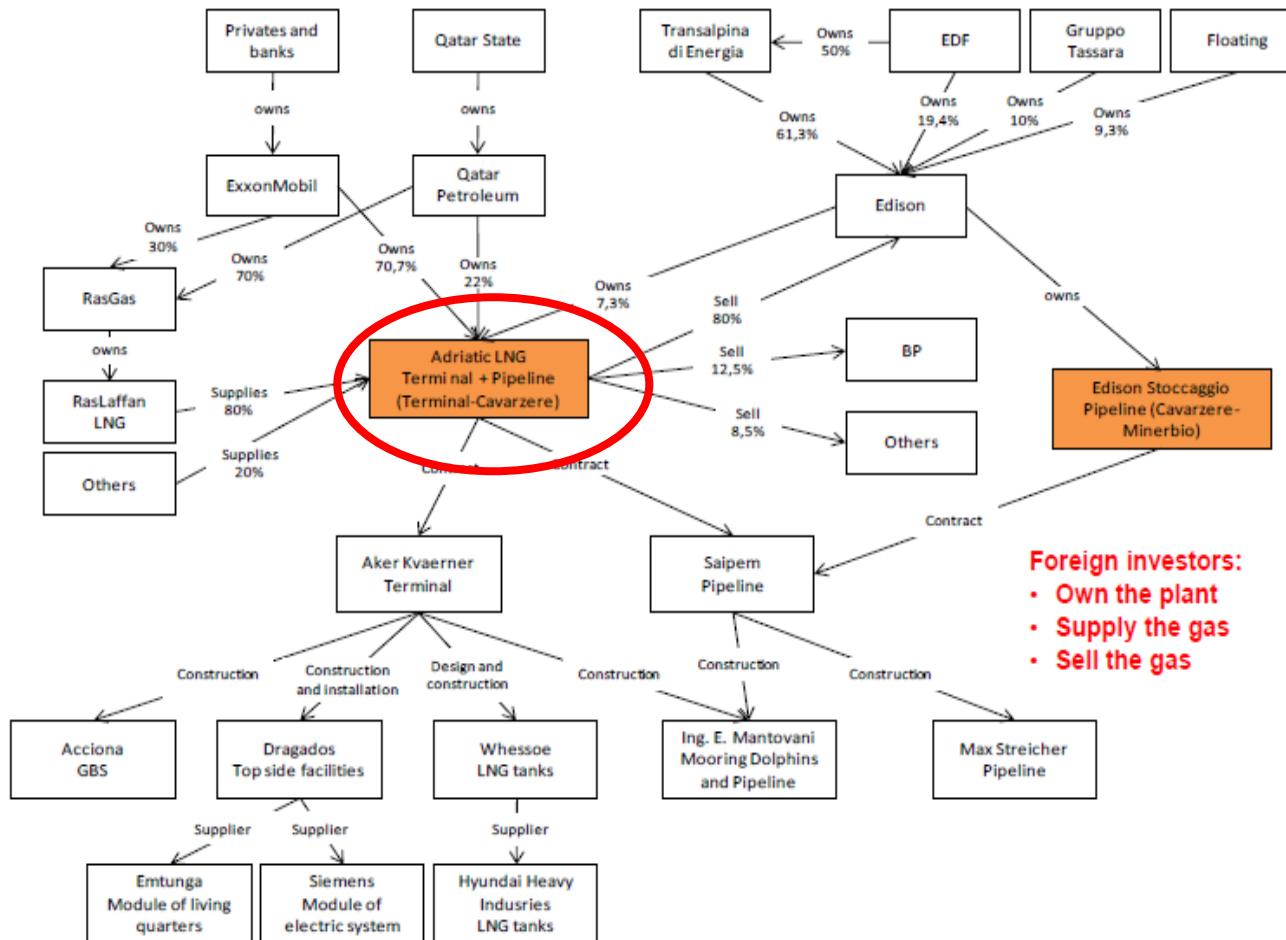 Privates and
banks
Qatar State
Transalpina
di Energia
Owns
50%
EDF
Gruppo
Tassara
Floating
owns
owns
Owns
61,3%
Owns
19,4%
Owns
10%
Owns
9,3%
ExxonMobil
Qatar
Petroleum
Edison
Owns
30%
Owns
70%
Owns
70,7%
Owns
22%
Owns
7,3%
Sell
80%
owns
RasGas
owns
Adriatic LNG
Terminal + Pipeline
(Terminal-Cavarzere)
Sell
12,5%
BP
Edison Stoccaggio
Pipeline (Cavarzere-
Minerbio)
RasLaffan
LNG
Supplies
80%
Sell
8,5%
Others
Others
Supplies
20%
Contract
Contract
Contract
Aker Kvaerner
Terminal
Saipem
Pipeline
Foreign investors:
• Own the plant
• Supply the gas
• Sell the gas
Construction
Construction
and installation
Design and
construction
Construction
Construction
Construction
Acciona
GBS
Dragados
Top side facilities
Whessoe
LNG tanks
Ing. E. Mantovani
Mooring Dolphins
and Pipeline
Max Streicher
Pipeline
Supplier
Supplier
Supplier
Emtunga
Module of living
quarters
Siemens
Module of
electric system
Hyundai Heavy
Indusries
LNG tanks